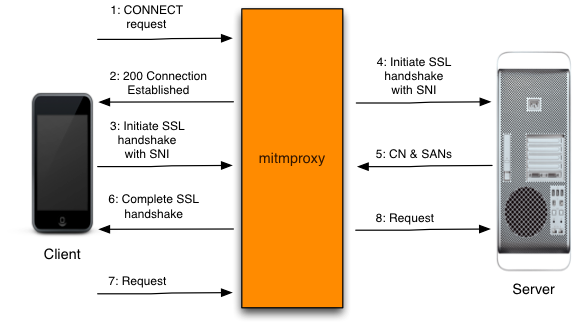 1: CONNECT
request
2: 200 Connection
Established
3: Initiate SSL
handshake
with SNI
6: Complete SSL
handshake
7: Request
Client
mitmproxy
4: Initiate SSL
handshake
with SNI
5: CN & SANs
8: Request
Server